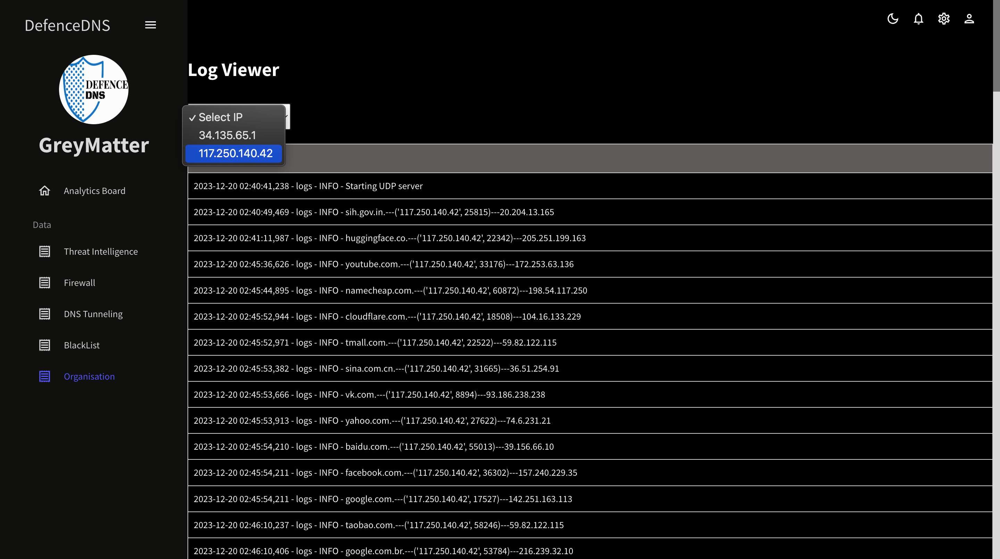 DefenceDNS
DEFENCE
DNS
GreyMatter
Analytics Board
Data
Threat Intelligence
Firewall
DNS Tunneling
BlackList
Organisation
Log Viewer
✓ Select IP
34.135.65.1
117.250.140.42
2023-12-20 02:40:41,238 - logs - INFO - Starting UDP server
2023-12-20 02:40:49,469 - logs - INFO - sih.gov.in.---('117.250.140.42', 25815)---20.204.13.165
2023-12-20 02:41:11,987 - logs - INFO - huggingface.co.---('117.250.140.42', 22342)---205.251.199.163
2023-12-20 02:45:36,626 - logs - INFO - youtube.com.---('117.250.140.42', 33176)---172.253.63.136
2023-12-20 02:45:44,895 - logs - INFO - namecheap.com.---('117.250.140.42', 60872)---198.54.117.250
2023-12-20 02:45:52,944 - logs - INFO - cloudflare.com.---('117.250.140.42', 18508)---104.16.133.229
2023-12-20 02:45:52,971 - logs - INFO - tmall.com.---('117.250.140.42', 22522)---59.82.122.115
2023-12-20 02:45:53,382 - logs - INFO - sina.com.cn.---('117.250.140.42', 31665)---36.51.254.91
2023-12-20 02:45:53,666 - logs - INFO - vk.com.---('117.250.140.42', 8894)---93.186.238.238
2023-12-20 02:45:53,913 - logs - INFO - yahoo.com.---('117.250.140.42', 27622)---74.6.231.21
2023-12-20 02:45:54,210 - logs - INFO - baidu.com.---('117.250.140.42', 55013)---39.156.66.10
2023-12-20 02:45:54,211 - logs - INFO - facebook.com.---('117.250.140.42', 36302)---157.240.229.35
2023-12-20 02:45:54,211 - logs - INFO - google.com.---('117.250.140.42', 17527)---142.251.163.113
2023-12-20 02:46:10,237 - logs - INFO - taobao.com.---('117.250.140.42', 58246)---59.82.122.115
2023-12-20 02:46:10,406 - logs - INFO - google.com.br.---('117.250.140.42', 53784)---216.239.32.10